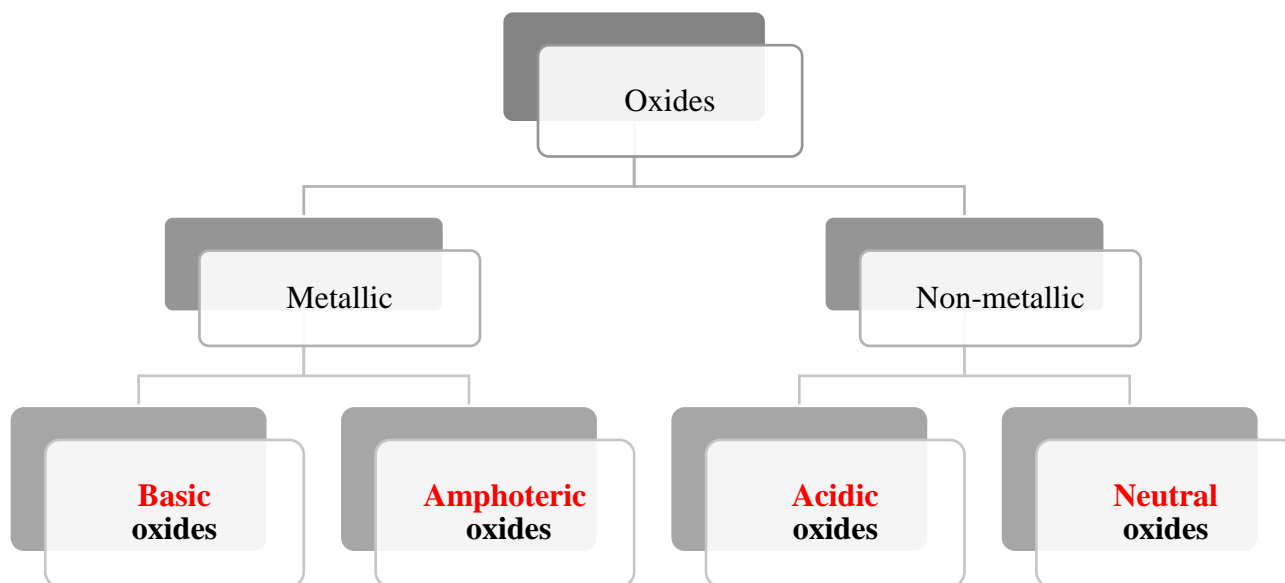 Oxides
Metallic
Non-metallic
Basic
oxides
Amphoteric
oxides
Acidic
oxides
Neutral
oxides